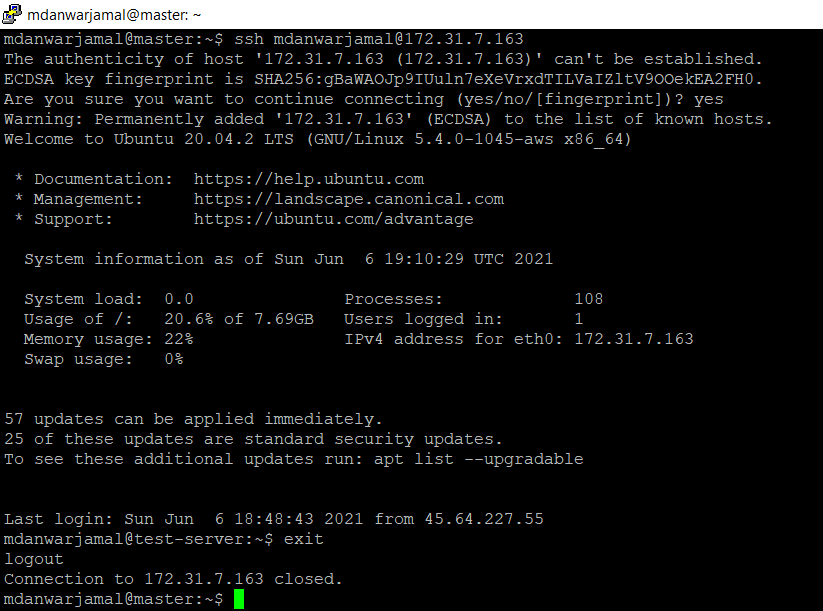 mdanwarjamal@master: ~
mdanwarjamal@master:~$ ssh mdanwarjamal@172.31.7.163
The authenticity of host '172.31.7.163 (172.31.7.163)' can't be established.
ECDSA key fingerprint is SHA256:gBaWAOJp9IUuln7eXeVrxdTILVaIZltV9OOekEA2FH0.
Are you sure you want to continue connecting (yes/no/[fingerprint])? yes
Warning: Permanently added '172.31.7.163' (ECDSA) to the list of known hosts.
Welcome to Ubuntu 20.04.2 LTS (GNU/Linux 5.4.0-1045-aws x86_64)
* Documentation:  https://help.ubuntu.com
* Management:     https://landscape.canonical.com
* Support:        https://ubuntu.com/advantage
System information as of Sun Jun  6 19:10:29 UTC 2021
System load:  0.0               Processes:             108
Usage of /:   20.6% of 7.69GB   Users logged in:       1
Memory usage: 22%               IPv4 address for eth0: 172.31.7.163
Swap usage:   0%
57 updates can be applied immediately.
25 of these updates are standard security updates.
To see these additional updates run: apt list --upgradable
Last login: Sun Jun  6 18:48:43 2021 from 45.64.227.55
mdanwarjamal@test-server:~$ exit
logout
Connection to 172.31.7.163 closed.
mdanwarjamal@master:~$